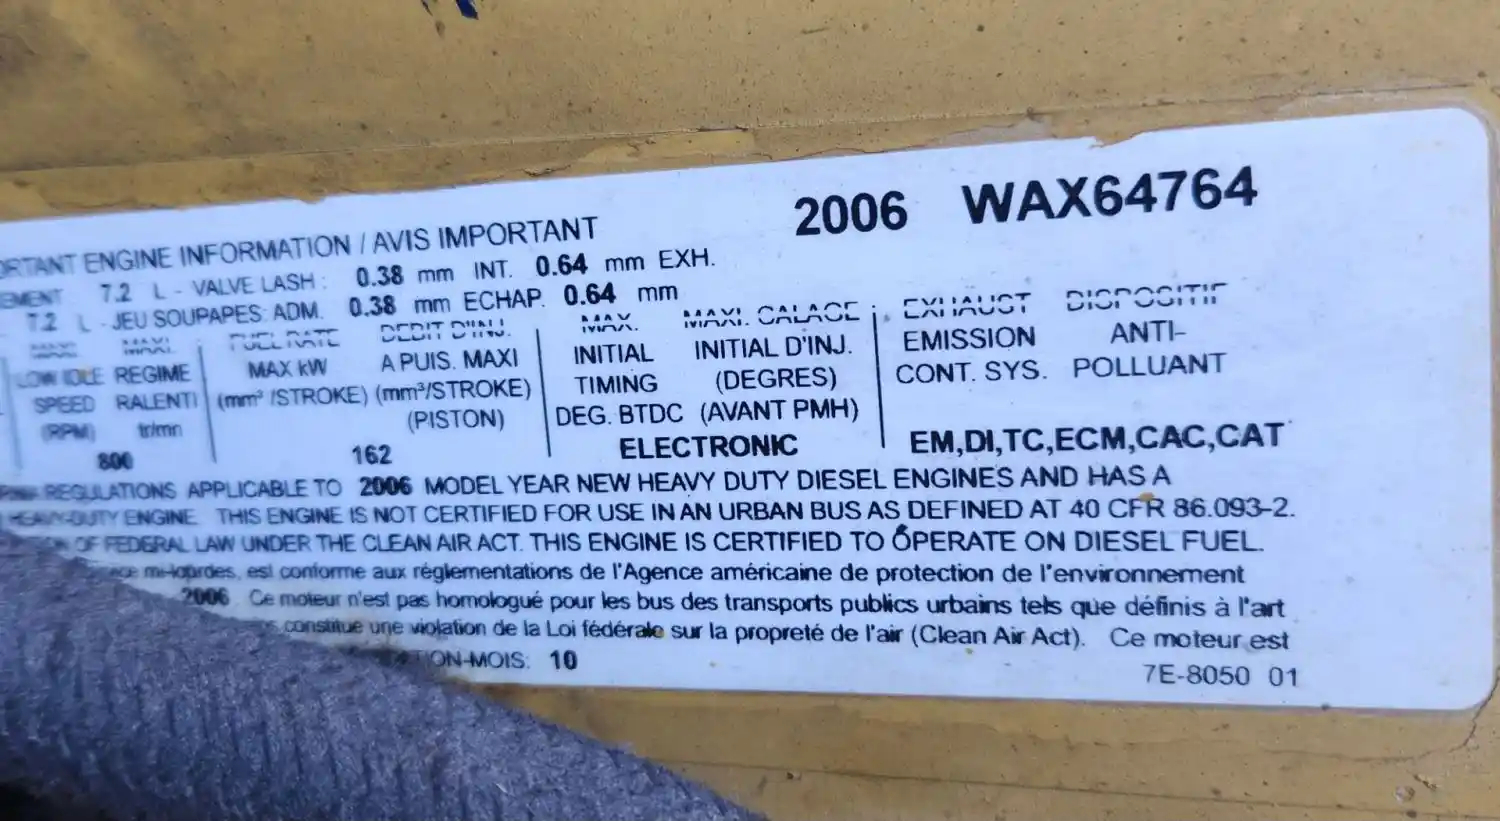 ORTANT ENGINE INFORMATION / AVIS IMPORTANT
2006 WAX64764
EMENT 7.2 L - VALVE LASH : 0.38 mm INT. 0.64 mm EXH.
7.2 L - JEU SOUPAPES: ADM. 0.38 mm ECHAP. 0.64 mm
MAXI MAXI. FUEL RATE DEBIT D'INJ. MAX. MAXI. CALAGE EXHAUST DISPOSITIF
LOW IDLE REGIME MAX kW A PUIS. MAXI INITIAL INITIAL D'INJ. EMISSION ANTI-
SPEED RALENTI (mm³ /STROKE) (mm³/STROKE) TIMING (DEGRES) CONT. SYS. POLLUANT
(RPM) tr/mn (PISTON) DEG. BTDC (AVANT PMH)
800 162 ELECTRONIC EM,DI,TC,ECM,CAC,CAT
REGULATIONS APPLICABLE TO 2006 MODEL YEAR NEW HEAVY DUTY DIESEL ENGINES AND HAS A
HEAVY-DUTY ENGINE. THIS ENGINE IS NOT CERTIFIED FOR USE IN AN URBAN BUS AS DEFINED AT 40 CFR 86.093-2.
OF FEDERAL LAW UNDER THE CLEAN AIR ACT. THIS ENGINE IS CERTIFIED TO OPERATE ON DIESEL FUEL.
mi-lourdes, est conforme aux réglementations de l'Agence américaine de protection de l'environnement
2006 Ce moteur n'est pas homologué pour les bus des transports publics urbains tels que définis à l'art
constitue une violation de la Loi fédérale sur la propreté de l'air (Clean Air Act). Ce moteur est
ION-MOIS: 10
7E-8050 01